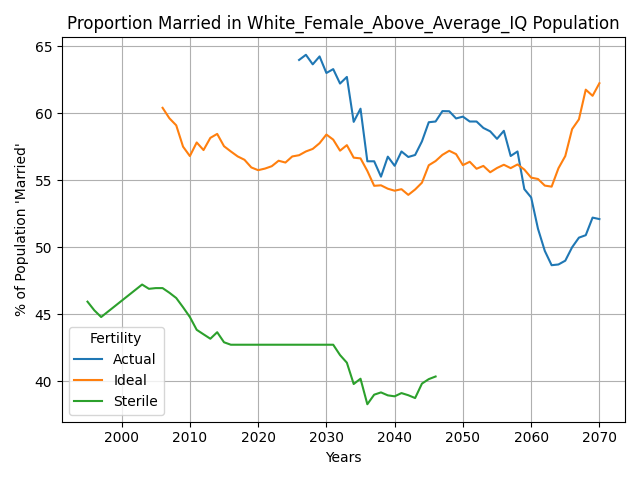 Proportion Married in White_Female_Above_Average_IQ Population
% of Population 'Married'
65
60
55
50
45
40
Fertility
Actual
Ideal
Sterile
2000 2010 2020 2030 2040 2050 2060 2070
Years